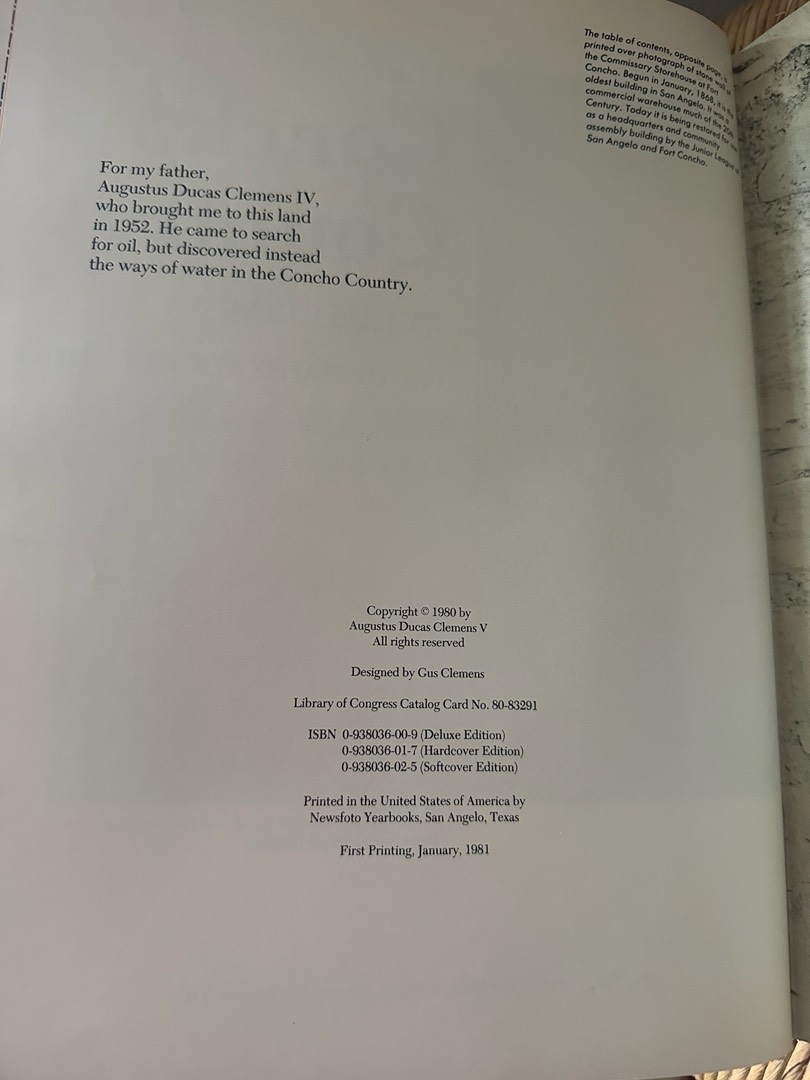 The table of contents, opposite page, is
printed over photograph of stone wall of
the Commissary Storehouse at Fort
Concho. Begun in January, 1868, it is the
oldest building in San Angelo. It was a
commercial warehouse much of the 20th
Century. Today it is being restored for use
as a headquarters and community
assembly building by the Junior League of
San Angelo and Fort Concho.
For my father,
Augustus Ducas Clemens IV,
who brought me to this land
in 1952. He came to search
for oil, but discovered instead
the ways of water in the Concho Country.
Copyright © 1980 by
Augustus Ducas Clemens V
All rights reserved
Designed by Gus Clemens
Library of Congress Catalog Card No. 80-83291
ISBN 0-938036-00-9 (Deluxe Edition)
0-938036-01-7 (Hardcover Edition)
0-938036-02-5 (Softcover Edition)
Printed in the United States of America by
Newsfoto Yearbooks, San Angelo, Texas
First Printing, January, 1981